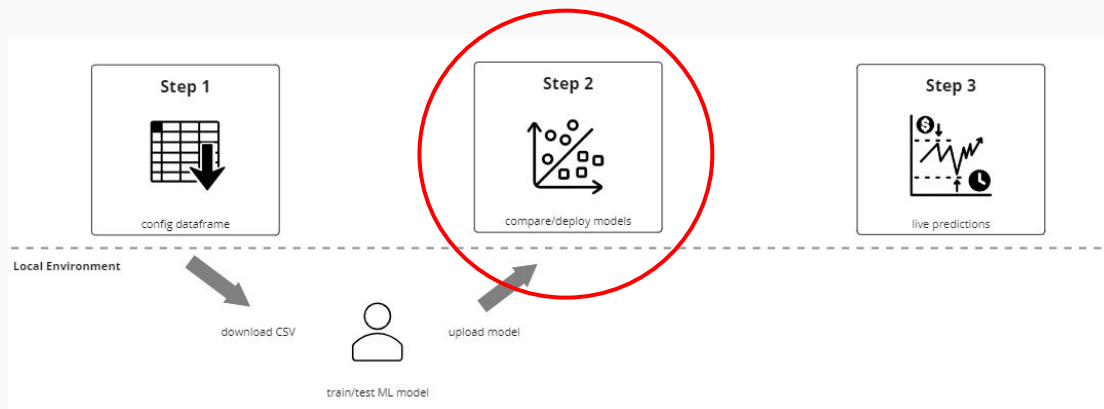 Step 1
config dataframe
Step 2
compare/deploy models
Step 3
$
live predictions
Local Environment
download CSV
upload model
train/test ML model